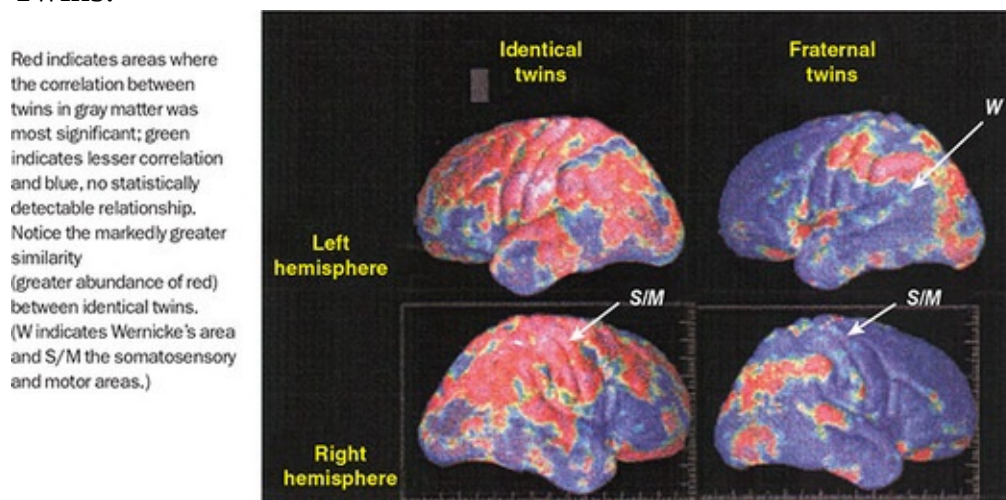 Twins.
Red indicates areas where
the correlation between
twins in gray matter was
most significant; green
indicates lesser correlation
and blue, no statistically
detectable relationship.
Notice the markedly greater
similarity
(greater abundance of red)
between identical twins.
(W indicates Wernicke's area
and S/M the somatosensory
and motor areas.)
Identical
twins
Fraternal
twins
W
Left
hemisphere
S/M
S/M
Right
hemisphere